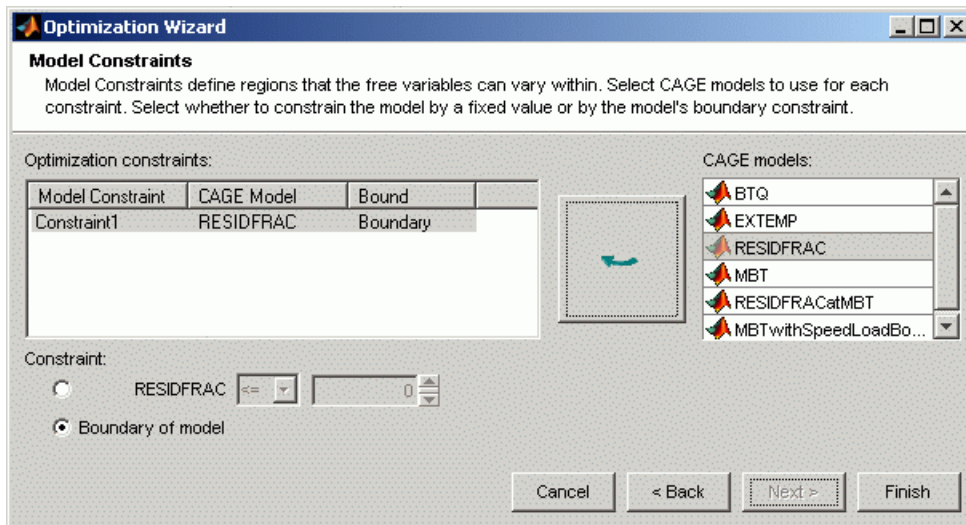 Optimization Wizard
Model Constraints
Model Constraints define regions that the free variables can vary within. Select CAGE models to use for each
constraint. Select whether to constrain the model by a fixed value or by the model's boundary constraint.
Optimization constraints:
CAGE models:
Model Constraint CAGE Model Bound
Constraint1 RESIDFRAC Boundary
BTQ
EXTEMP
RESIDFRAC
MBT
RESIDFRACatMBT
MBTwithSpeedLoadBo...
Constraint:
RESIDFRAC <= 0
Boundary of model
Cancel < Back Next > Finish